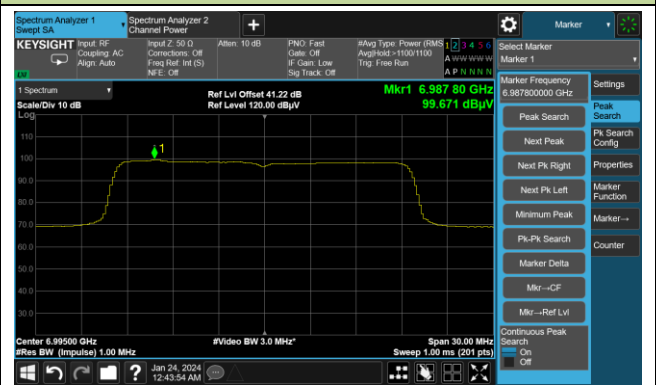 Spectrum Analyzer 1
Swept SA
Spectrum Analyzer 2
Channel Power
Marker
KEYSIGHT
Input: RF
Coupling: AC
Align: Auto
Input Z: 50 Ω
Corrections: Off
Freq Ref: Int (S)
NFE: Off
Atten: 10 dB
PNO: Fast
Gate: Off
IF Gain: Low
Sig Track: Off
#Avg Type: Power (RMS
Avg|Hold:>1100/1100
Trig: Free Run
1 2 3 4 5 6
A W W W W W
A P N N N N
LXI
Select Marker
Marker 1
1 Spectrum
Scale/Div 10 dB
Log
Ref Lvl Offset 41.22 dB
Ref Level 120.00 dBµV
Mkr1 6.987 80 GHz
99.671 dBµV
110
100
90.0
80.0
70.0
60.0
50.0
40.0
30.0
1
Center 6.99500 GHz
#Res BW (Impulse) 1.00 MHz
#Video BW 3.0 MHz*
Span 30.00 MHz
Sweep 1.00 ms (201 pts)
Marker Frequency
6.987800000 GHz
Peak Search
Next Peak
Next Pk Right
Next Pk Left
Minimum Peak
Pk-Pk Search
Marker Delta
Mkr→CF
Mkr→Ref Lvl
Continuous Peak
Search
On
Off
Settings
Peak
Search
Pk Search
Config
Properties
Marker
Function
Marker→
Counter
?
Jan 24, 2024
12:43:54 AM